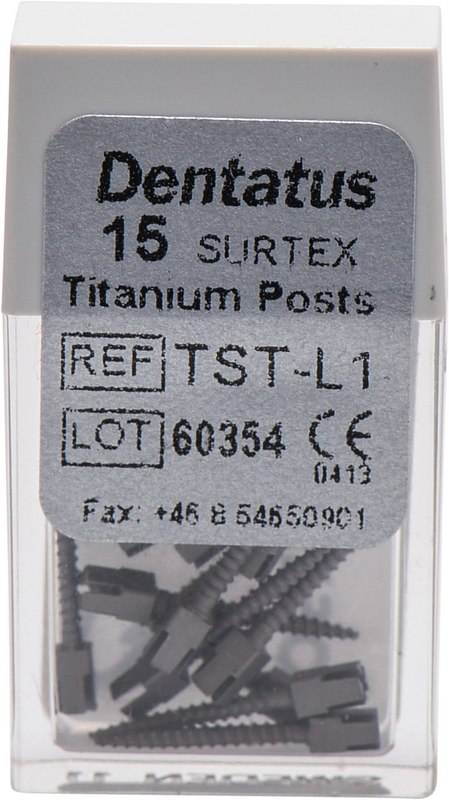 Dentatus
15 SURTEX
Titanium Posts
REF TST-L1
LOT 60354 CE
0413
Fax: +46 8 54650901